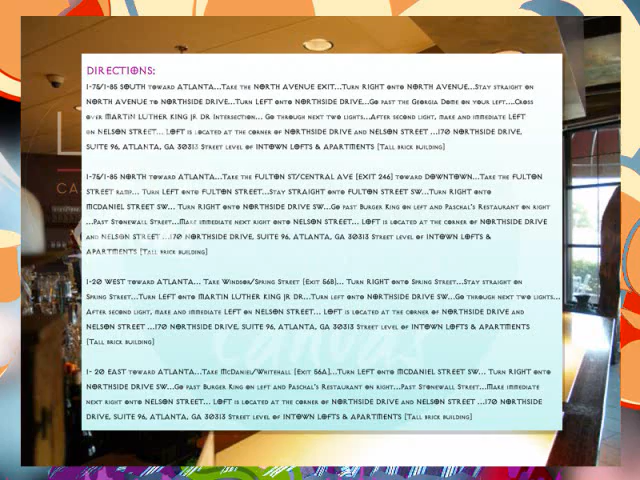 DIRECTIONS:
I-75/I-85 SOUTH toward ATLANTA...Take the NORTH AVENUE EXIT...Turn RIGHT onto NORTH AVENUE...Stay straight on
NORTH AVENUE to NORTHSIDE DRIVE...Turn LEFT onto NORTHSIDE DRIVE...Go past the Georgia Dome on your left....Cross
over MARTIN LUTHER KING JR DR Intersection... Go through next two lights...After second light, make and immediate LEFT
on NELSON STREET... LOFT is located at the corner of NORTHSIDE DRIVE and NELSON STREET ...170 NORTHSIDE DRIVE,
SUITE 96, ATLANTA, GA 30313 Street level of INTOWN LOFTS & APARTMENTS [Tall brick building]
I-75/I-85 NORTH toward ATLANTA...Take the FULTON ST/CENTRAL AVE [EXIT 246] toward DOWNTOWN...Take the FULTON
STREET ramp... Turn LEFT onto FULTON STREET...Stay STRAIGHT onto FULTON STREET SW...Turn RIGHT onto
MCDANIEL STREET SW... Turn RIGHT onto NORTHSIDE DRIVE SW...Go past Burger King on left and Paschal's Restaurant on right
...Past Stonewall Street...Make immediate next right onto NELSON STREET... LOFT is located at the corner of NORTHSIDE DRIVE
and NELSON STREET ...170 NORTHSIDE DRIVE, SUITE 96, ATLANTA, GA 30313 Street level of INTOWN LOFTS &
APARTMENTS [Tall brick building]
I-20 WEST toward ATLANTA... Take Windsor/Spring Street [Exit 56B]... Turn RIGHT onto Spring Street...Stay straight on
Spring Street...Turn LEFT onto MARTIN LUTHER KING JR DR...Turn left onto NORTHSIDE DRIVE SW...Go through next two lights...
After second light, make and immediate LEFT on NELSON STREET... LOFT is located at the corner of NORTHSIDE DRIVE and
NELSON STREET ...170 NORTHSIDE DRIVE, SUITE 96, ATLANTA, GA 30313 Street level of INTOWN LOFTS & APARTMENTS
[Tall brick building]
I- 20 EAST toward ATLANTA...Take McDaniel/Whitehall [Exit 56A]...Turn LEFT onto MCDANIEL STREET SW... Turn RIGHT onto
NORTHSIDE DRIVE SW...Go past Burger King on left and Paschal's Restaurant on right...Past Stonewall Street...Make immediate
next right onto NELSON STREET... LOFT is located at the corner of NORTHSIDE DRIVE and NELSON STREET ...170 NORTHSIDE
DRIVE, SUITE 96, ATLANTA, GA 30313 Street level of INTOWN LOFTS & APARTMENTS [Tall brick building]